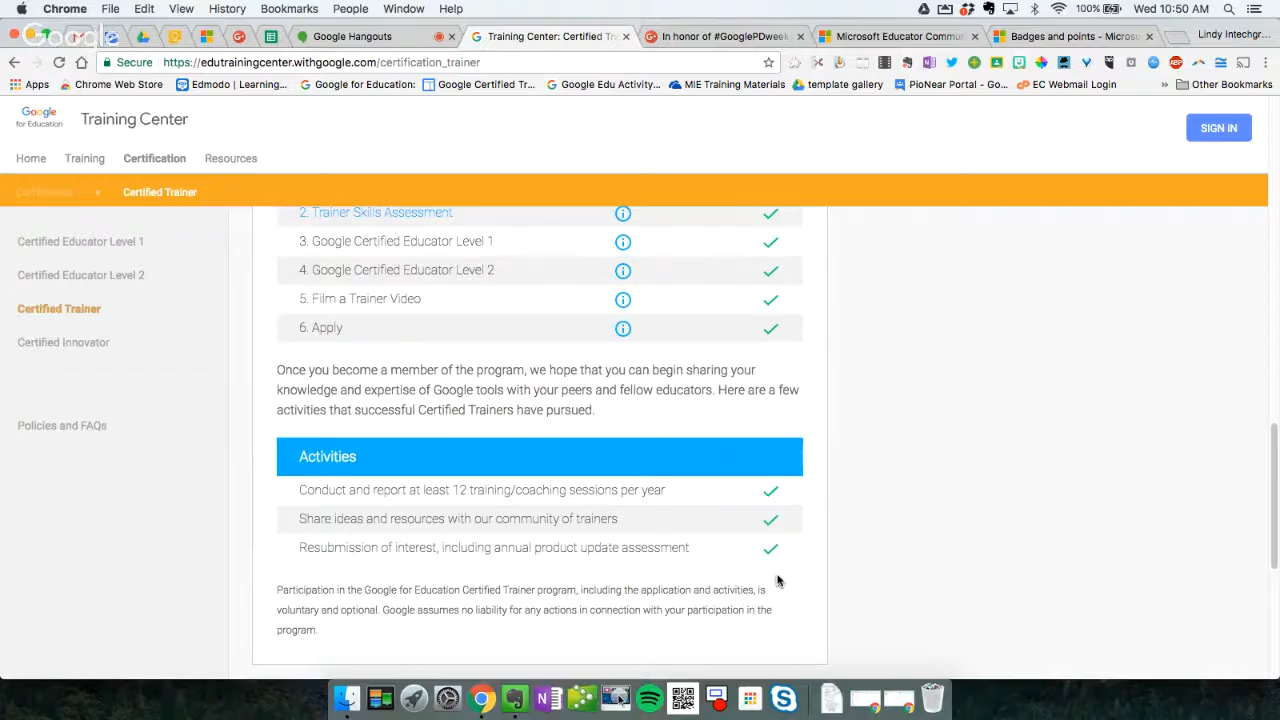 Chrome File Edit View History Bookmarks People Window Help 100% Wed 10:50 AM
Google
Google Hangouts Training Center: Certified Tra In honor of #GooglePDweek Microsoft Educator Commun Badges and points - Microso Lindy Intechgr...
Secure https://edutrainingcenter.withgoogle.com/certification_trainer
Apps Chrome Web Store Edmodo | Learning... Google for Education: Google Certified Tr... Google Edu Activity... MIE Training Materials template gallery PioNear Portal - Go... EC Webmail Login » Other Bookmarks
Google for Education Training Center
SIGN IN
Home Training Certification Resources
Certification Certified Trainer
2. Trainer Skills Assessment
Certified Educator Level 1
3. Google Certified Educator Level 1
Certified Educator Level 2
4. Google Certified Educator Level 2
Certified Trainer
5. Film a Trainer Video
6. Apply
Certified Innovator
Once you become a member of the program, we hope that you can begin sharing your
knowledge and expertise of Google tools with your peers and fellow educators. Here are a few
activities that successful Certified Trainers have pursued.
Policies and FAQs
Activities
Conduct and report at least 12 training/coaching sessions per year
Share ideas and resources with our community of trainers
Resubmission of interest, including annual product update assessment
Participation in the Google for Education Certified Trainer program, including the application and activities, is
voluntary and optional. Google assumes no liability for any actions in connection with your participation in the
program.